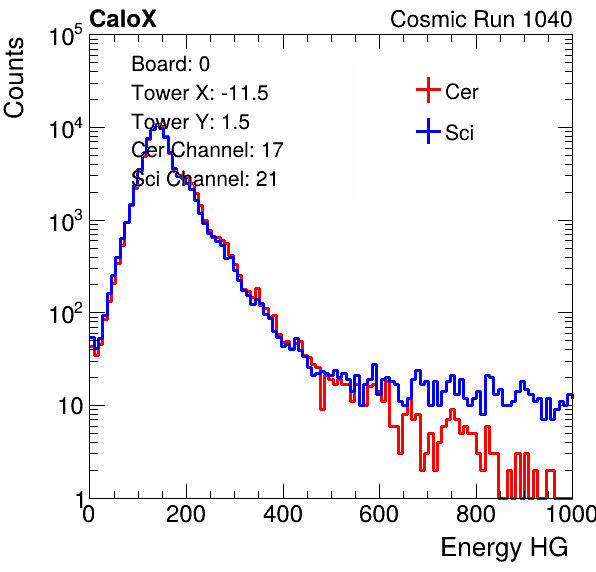 CaloX
Cosmic Run 1040
Counts
10^5
10^4
10^3
10^2
10
1
Board: 0
Tower X: -11.5
Tower Y: 1.5
Cer Channel: 17
Sci Channel: 21
Cer
Sci
0
200
400
600
800
1000
Energy HG